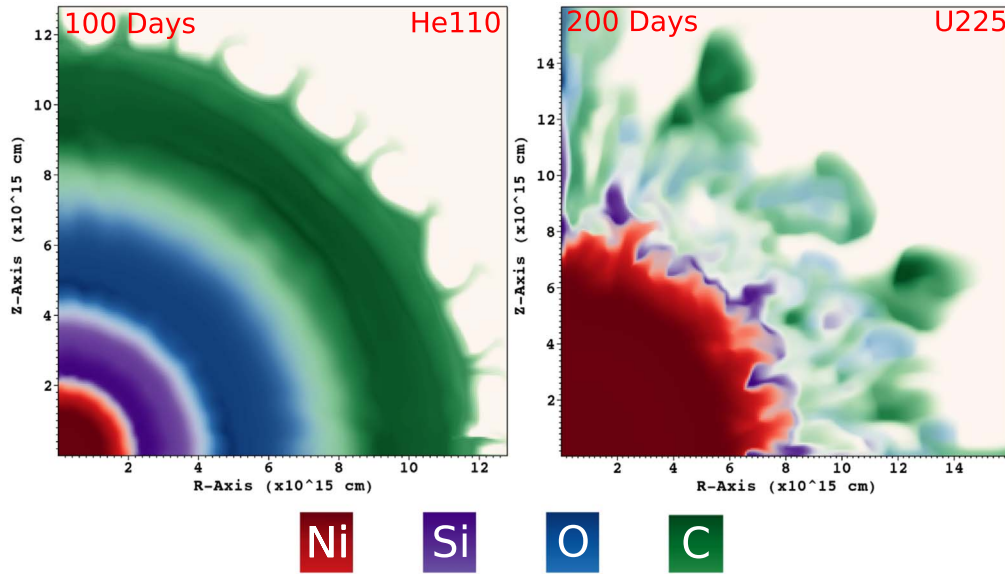 100 Days He110
12
10
8
6
4
2
Z-Axis (x10^15 cm)
2 4 6 8 10 12
R-Axis (x10^15 cm)
200 Days U225
14
12
10
8
6
4
2
Z-Axis (x10^15 cm)
2 4 6 8 10 12 14
R-Axis (x10^15 cm)
Ni Si O C